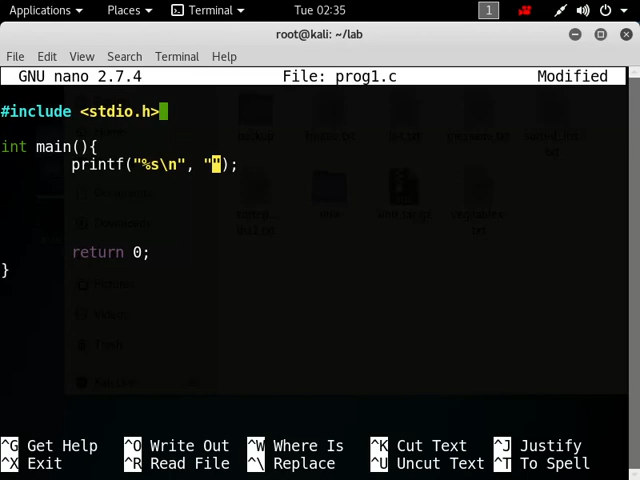 Applications Places Terminal Tue 02:35 1
root@kali: ~/lab
File Edit View Search Terminal Help
GNU nano 2.7.4 File: prog1.c Modified
#include <stdio.h>
int main(){
printf("%s\n", "");
return 0;
}
^G Get Help ^O Write Out ^W Where Is ^K Cut Text ^J Justify
^X Exit ^R Read File ^\ Replace ^U Uncut Text ^T To Spell